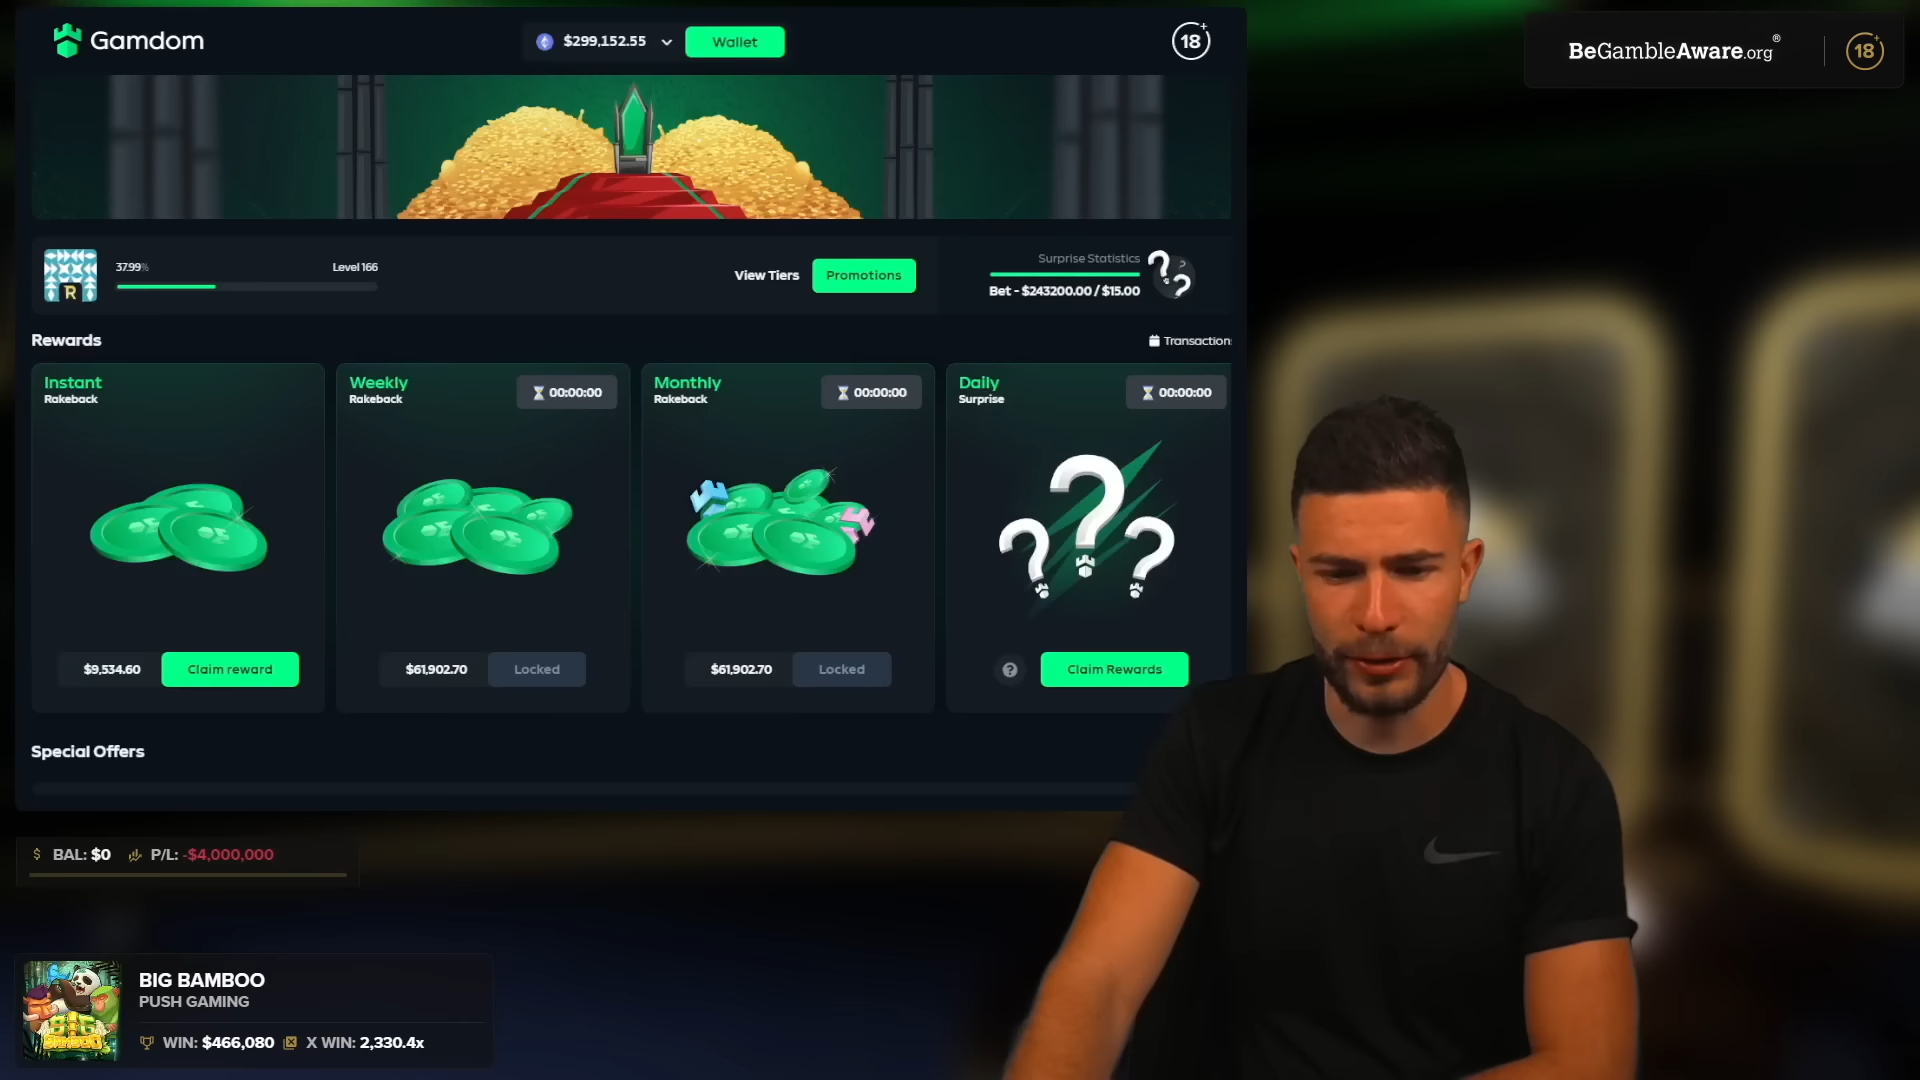 Gamdom
$299,152.55
Wallet
18+
BeGambleAware.org®
18+
37.99%
Level 166
R
View Tiers
Promotions
Surprise Statistics
Bet - $243200.00 / $15.00
Rewards
Transaction
Instant
Rakeback
Weekly
Rakeback
00:00:00
Monthly
Rakeback
00:00:00
Daily
Surprise
00:00:00
$9,534.60
Claim reward
$61,902.70
Locked
$61,902.70
Locked
?
Claim Rewards
Special Offers
$ BAL: $0 P/L: -$4,000,000
BIG BAMBOO
PUSH GAMING
WIN: $466,080 X WIN: 2,330.4x
BIG
BAMBOO